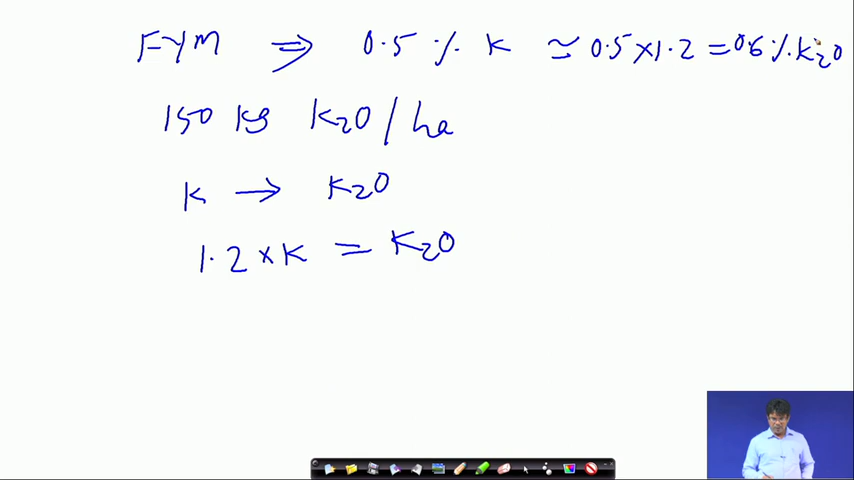 FYM ⇒ 0.5 % K ≃ 0.5 x 1.2 = 0.6 % K₂O
150 kg K₂O / ha
K → K₂O
1.2 x K = K₂O